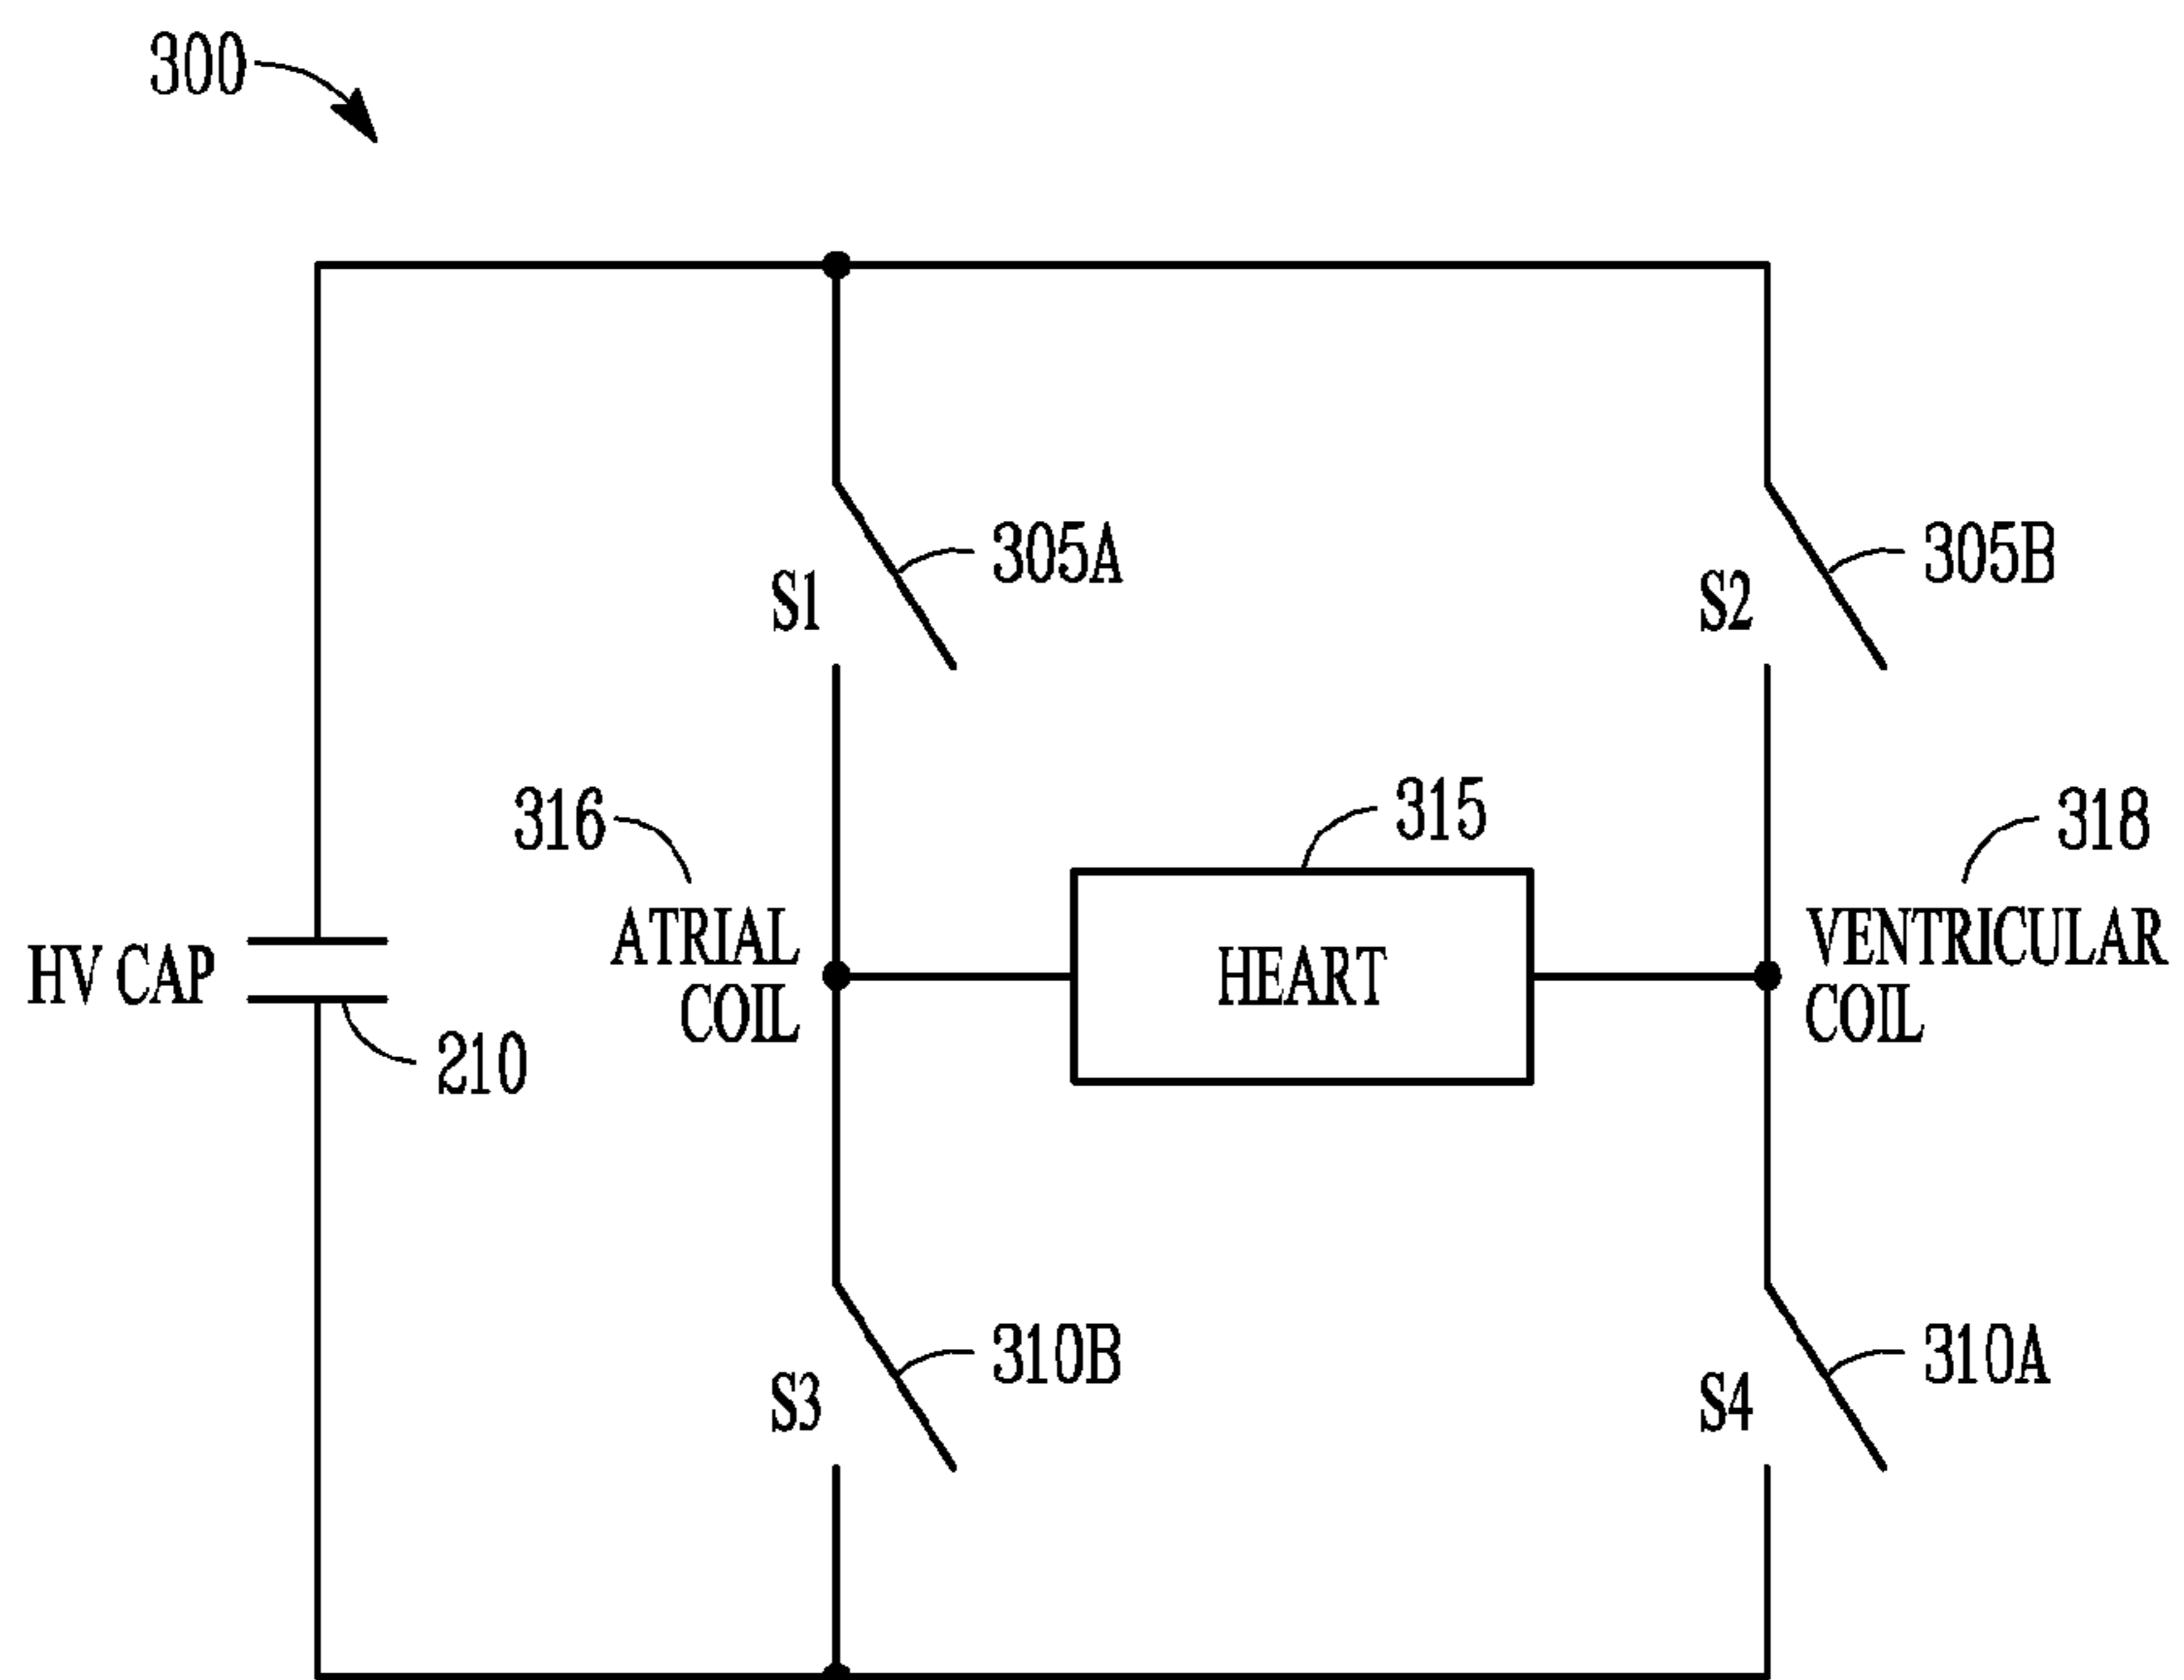 300
305A
305B
S1
S2
316
315
318
ATRIAL
COIL
HEART
VENTRICULAR
COIL
HV CAP
210
310B
310A
S3
S4